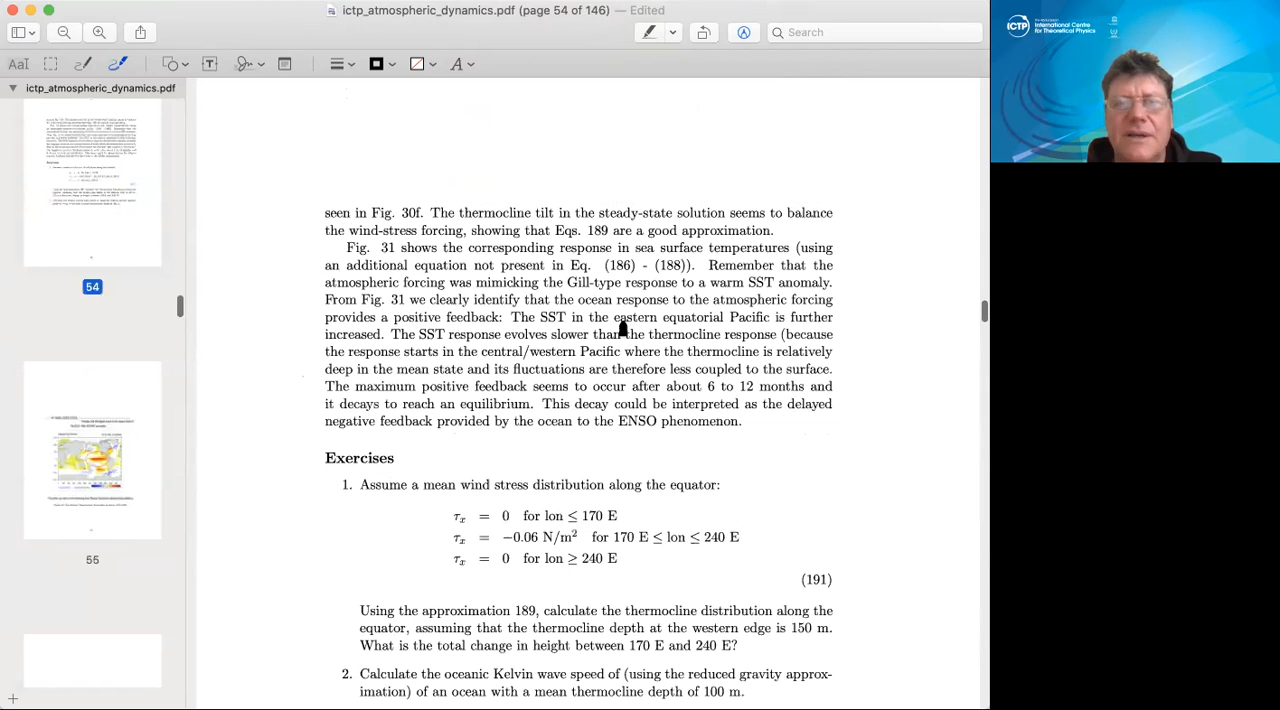 ictp_atmospheric_dynamics.pdf (page 54 of 146) — Edited
Search
AaI
A
ictp_atmospheric_dynamics.pdf
54
55
seen in Fig. 30f. The thermocline tilt in the steady-state solution seems to balance
the wind-stress forcing, showing that Eqs. 189 are a good approximation.
Fig. 31 shows the corresponding response in sea surface temperatures (using
an additional equation not present in Eq. (186) - (188)). Remember that the
atmospheric forcing was mimicking the Gill-type response to a warm SST anomaly.
From Fig. 31 we clearly identify that the ocean response to the atmospheric forcing
provides a positive feedback: The SST in the eastern equatorial Pacific is further
increased. The SST response evolves slower than the thermocline response (because
the response starts in the central/western Pacific where the thermocline is relatively
deep in the mean state and its fluctuations are therefore less coupled to the surface.
The maximum positive feedback seems to occur after about 6 to 12 months and
it decays to reach an equilibrium. This decay could be interpreted as the delayed
negative feedback provided by the ocean to the ENSO phenomenon.
Exercises
1. Assume a mean wind stress distribution along the equator:
τx = 0 for lon ≤ 170 E
τx = −0.06 N/m² for 170 E ≤ lon ≤ 240 E
τx = 0 for lon ≥ 240 E
(191)
Using the approximation 189, calculate the thermocline distribution along the
equator, assuming that the thermocline depth at the western edge is 150 m.
What is the total change in height between 170 E and 240 E?
2. Calculate the oceanic Kelvin wave speed of (using the reduced gravity approx-
imation) of an ocean with a mean thermocline depth of 100 m.
ICTP
International Centre
for Theoretical Physics